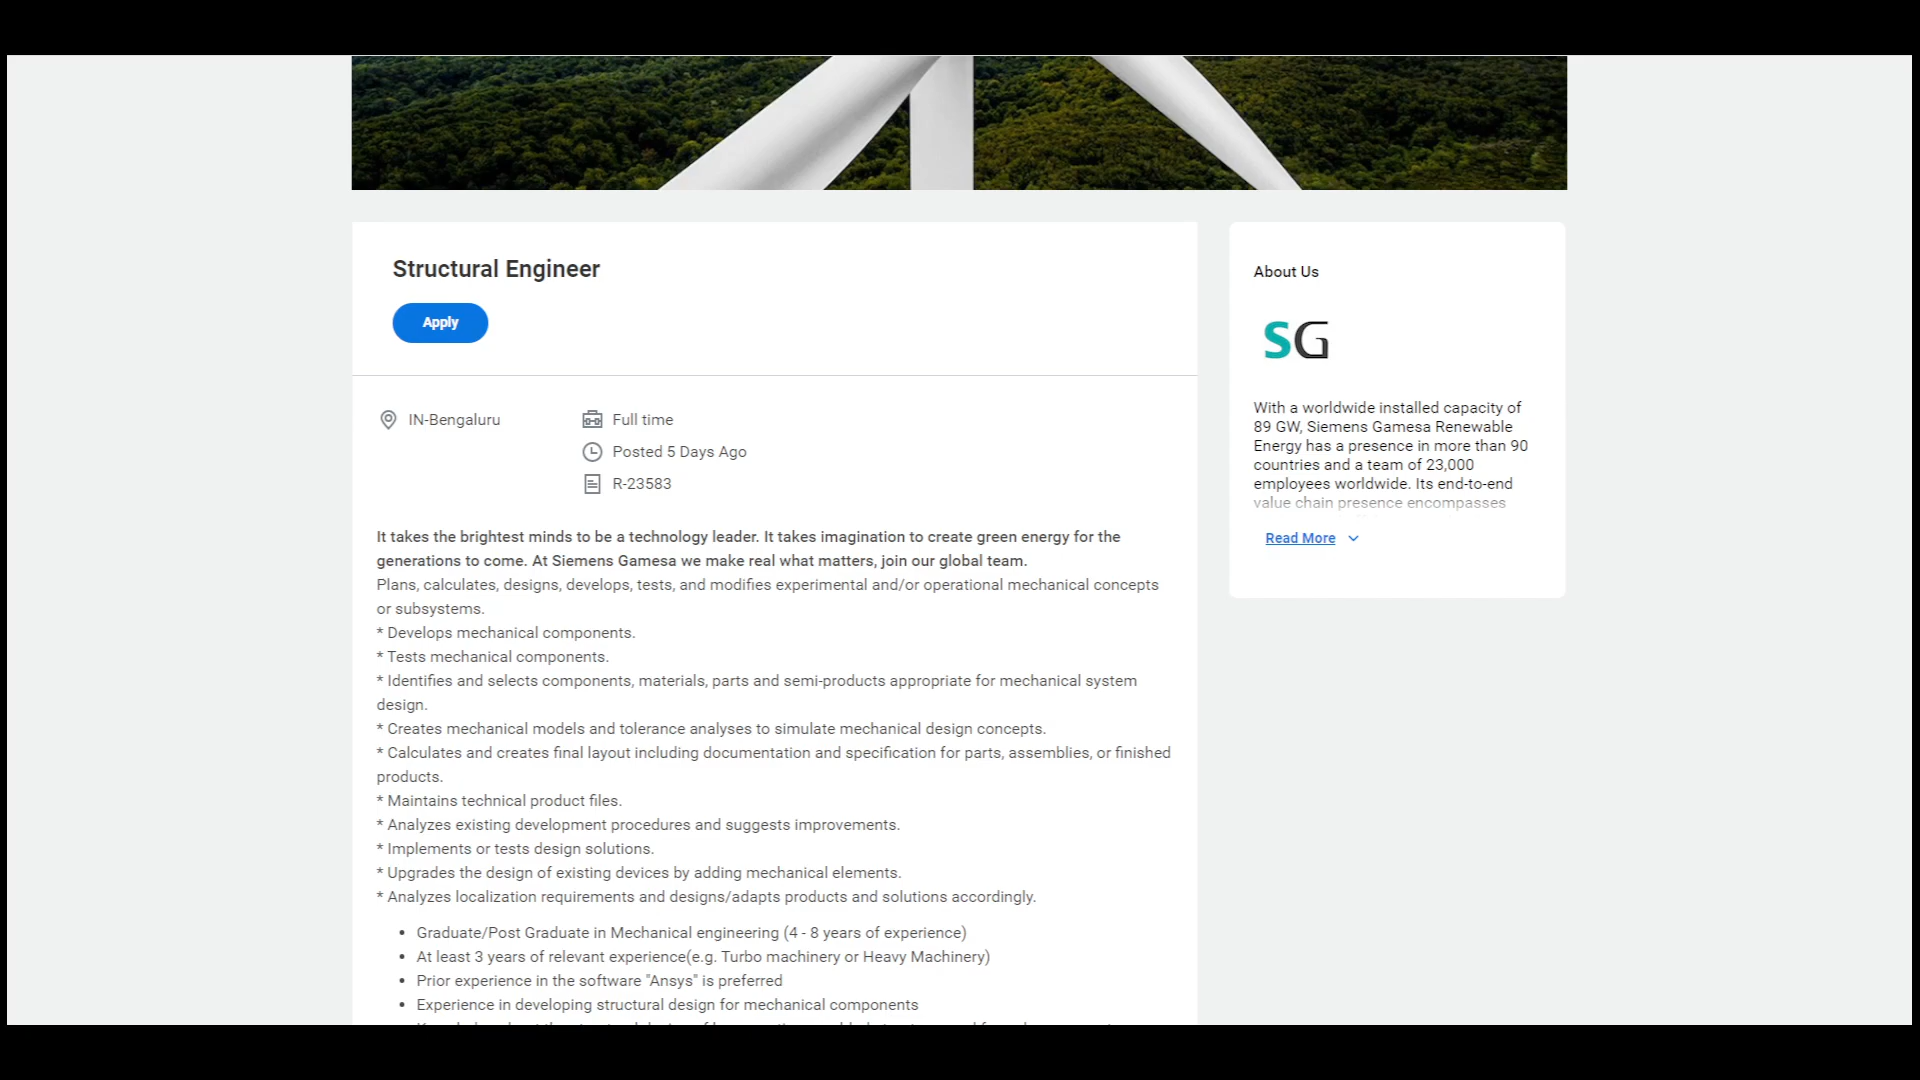 Structural Engineer
Apply
IN-Bengaluru
Full time
Posted 5 Days Ago
R-23583
It takes the brightest minds to be a technology leader. It takes imagination to create green energy for the
generations to come. At Siemens Gamesa we make real what matters, join our global team.
Plans, calculates, designs, develops, tests, and modifies experimental and/or operational mechanical concepts
or subsystems.
* Develops mechanical components.
* Tests mechanical components.
* Identifies and selects components, materials, parts and semi-products appropriate for mechanical system
design.
* Creates mechanical models and tolerance analyses to simulate mechanical design concepts.
* Calculates and creates final layout including documentation and specification for parts, assemblies, or finished
products.
* Maintains technical product files.
* Analyzes existing development procedures and suggests improvements.
* Implements or tests design solutions.
* Upgrades the design of existing devices by adding mechanical elements.
* Analyzes localization requirements and designs/adapts products and solutions accordingly.
• Graduate/Post Graduate in Mechanical engineering (4 - 8 years of experience)
• At least 3 years of relevant experience(e.g. Turbo machinery or Heavy Machinery)
• Prior experience in the software "Ansys" is preferred
• Experience in developing structural design for mechanical components
About Us
SG
With a worldwide installed capacity of
89 GW, Siemens Gamesa Renewable
Energy has a presence in more than 90
countries and a team of 23,000
employees worldwide. Its end-to-end
value chain presence encompasses
Read More